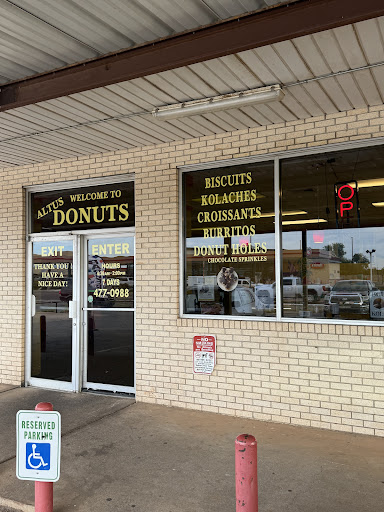 ALTUS
WELCOME TO
DONUTS
EXIT
ENTER
THANK YOU
HAVE A
NICE DAY!
HOURS
7 DAYS
477-0988
BISCUITS
KOLACHES
CROISSANTS
BURRITOS
DONUT HOLES
CHOCOLATE SPRINKLES
OP
NO
RESERVED
PARKING